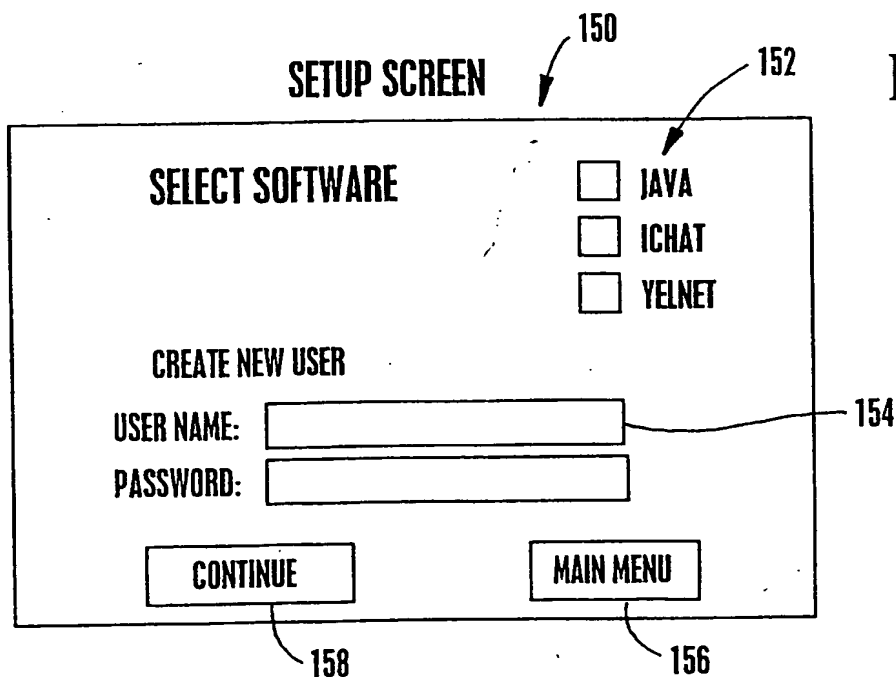 150
SETUP SCREEN
152
SELECT SOFTWARE
JAVA
ICHAT
YELNET
CREATE NEW USER
USER NAME:
154
PASSWORD:
CONTINUE
MAIN MENU
158
156